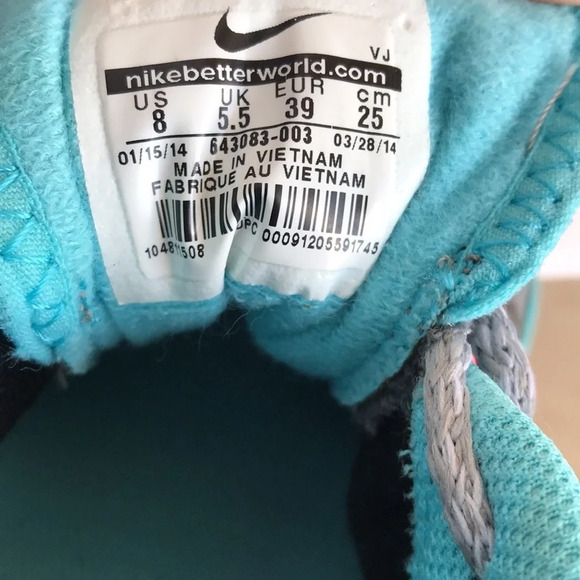 VJ
nikebetterworld.com
US UK EUR cm
8 5.5 39 25
01/15/14 643083-003 03/28/14
MADE IN VIETNAM
FABRIQUE AU VIETNAM
104811508 UPC 00091205591745